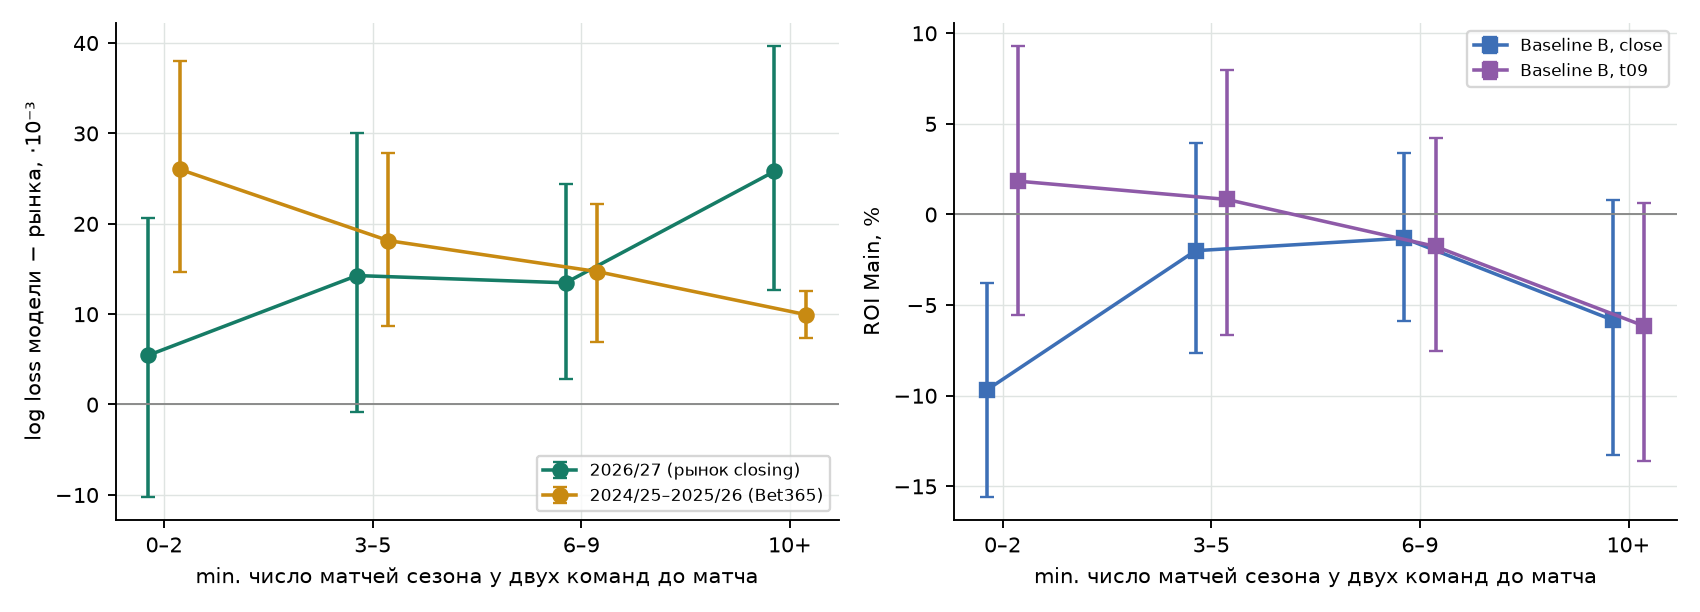 log loss модели − рынка, ·10⁻³
40
30
20
10
0
−10
0–2
3–5
6–9
10+
min. число матчей сезона у двух команд до матча
2026/27 (рынок closing)
2024/25–2025/26 (Bet365)
ROI Main, %
10
5
0
−5
−10
−15
0–2
3–5
6–9
10+
min. число матчей сезона у двух команд до матча
Baseline B, close
Baseline B, t09